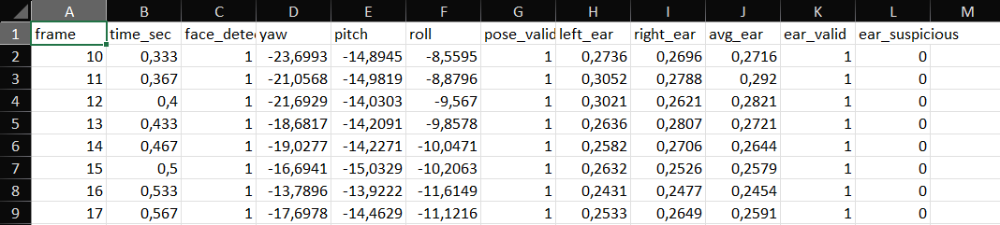 A B C D E F G H I J K L M
1 frame time_sec face_dete yaw pitch roll pose_valid left_ear right_ear avg_ear ear_valid ear_suspicious
2 10 0,333 1 -23,6993 -14,8945 -8,5595 1 0,2736 0,2696 0,2716 1 0
3 11 0,367 1 -21,0568 -14,9819 -8,8796 1 0,3052 0,2788 0,292 1 0
4 12 0,4 1 -21,6929 -14,0303 -9,567 1 0,3021 0,2621 0,2821 1 0
5 13 0,433 1 -18,6817 -14,2091 -9,8578 1 0,2636 0,2807 0,2721 1 0
6 14 0,467 1 -19,0277 -14,2271 -10,0471 1 0,2582 0,2706 0,2644 1 0
7 15 0,5 1 -16,6941 -15,0329 -10,2063 1 0,2632 0,2526 0,2579 1 0
8 16 0,533 1 -13,7896 -13,9222 -11,6149 1 0,2431 0,2477 0,2454 1 0
9 17 0,567 1 -17,6978 -14,4629 -11,1216 1 0,2533 0,2649 0,2591 1 0